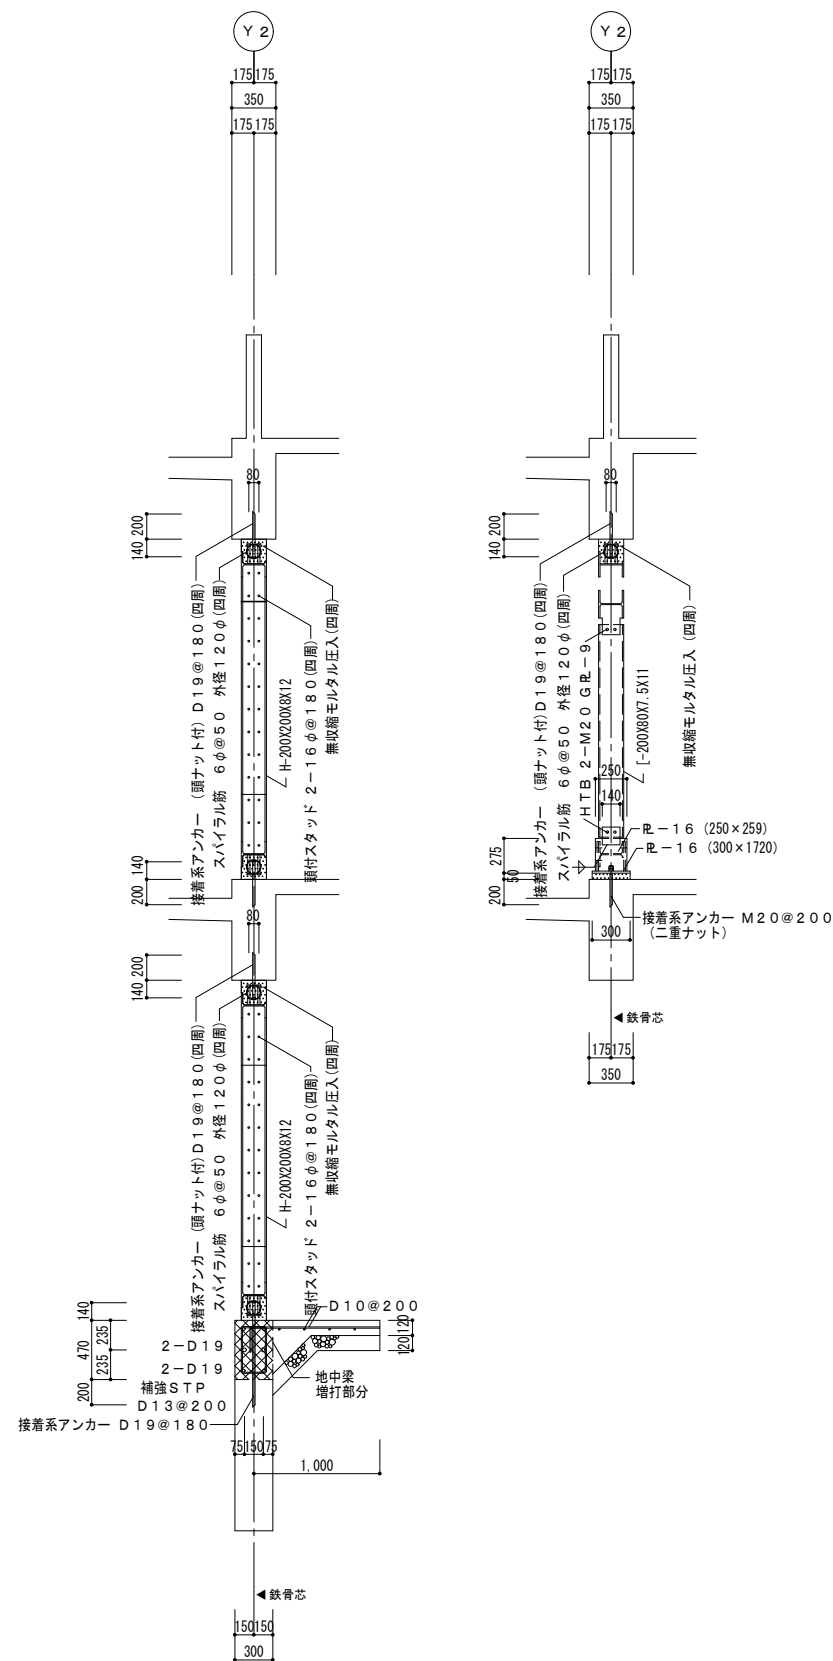 Y2
175 175
350
175 175
80
200
140
接着系アンカー (頭ナット付) D19@180(四周)
スパイラル筋 6φ@50 外径120φ(四周)
H-200X200X8X12
頭付スタッド 2-16φ@180(四周)
無収縮モルタル圧入(四周)
140
200
80
200
140
接着系アンカー (頭ナット付)D19@180(四周)
スパイラル筋 6φ@50 外径120φ(四周)
H-200X200X8X12
頭付スタッド 2-16φ@180(四周)
無収縮モルタル圧入(四周)
140
470
200
235
235
2-D19
2-D19
補強STP
D13@200
接着系アンカー D19@180
D10@200
120
120
地中梁
増打部分
75 150 75
1,000
◀鉄骨芯
150 150
300
Y2
175 175
350
175 175
80
200
140
接着系アンカー (頭ナット付)D19@180(四周)
スパイラル筋 6φ@50 外径120φ(四周)
HTB 2-M20 GPL-9
[-200X80X7.5X11
無収縮モルタル圧入(四周)
250
140
275
50
200
PL-16 (250×259)
PL-16 (300×1720)
接着系アンカー M20@200
(二重ナット)
300
◀鉄骨芯
175 175
350